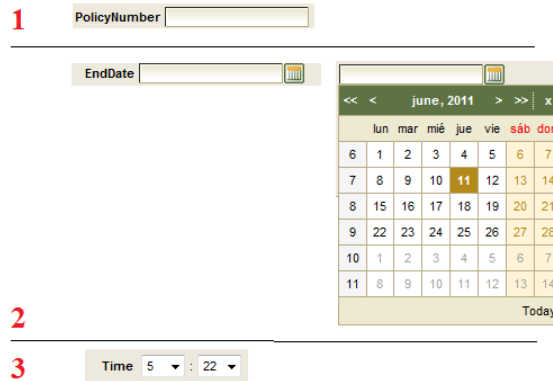 1 PolicyNumber
EndDate
<< < june, 2011 > >> x
lun mar mié jue vie sáb dom
6 1 2 3 4 5 6 7
7 8 9 10 11 12 13 14
8 15 16 17 18 19 20 21
9 22 23 24 25 26 27 28
10 1 2 3 4 5 6 7
11 8 9 10 11 12 13 14
Today
2
3 Time 5 : 22